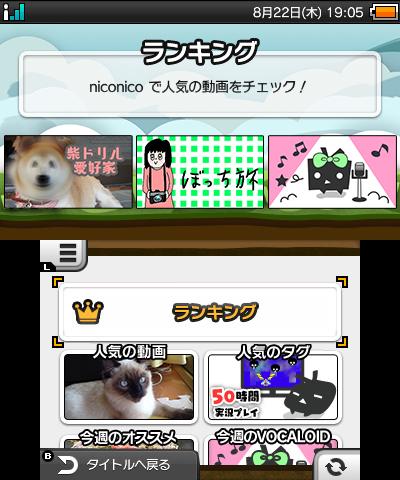 8月22日(木) 19:05
ランキング
niconico で人気の動画をチェック！
柴ドリル
愛好家
ぼっち旅
L
ランキング
人気の動画
人気のタグ
50時間
実況プレイ
今週のオススメ
今週のVOCALOID
B
タイトルへ戻る